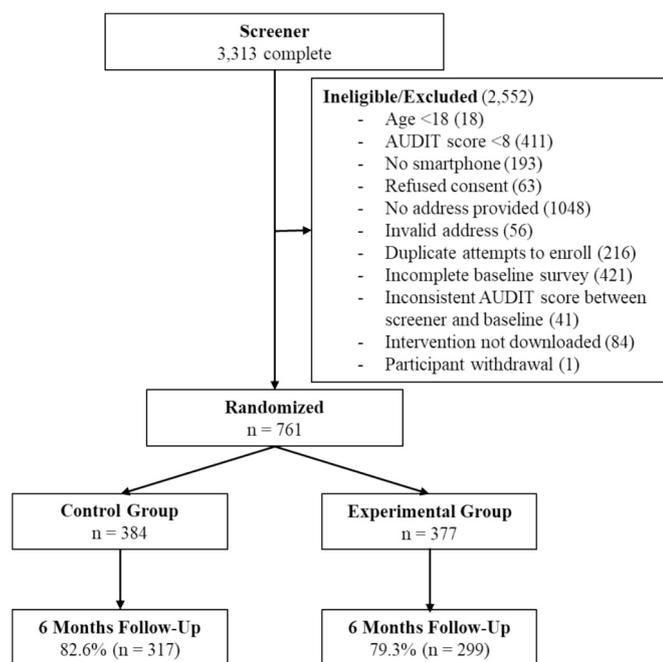 Screener
3,313 complete
Ineligible/Excluded (2,552)
- Age <18 (18)
- AUDIT score <8 (411)
- No smartphone (193)
- Refused consent (63)
- No address provided (1048)
- Invalid address (56)
- Duplicate attempts to enroll (216)
- Incomplete baseline survey (421)
- Inconsistent AUDIT score between
screener and baseline (41)
- Intervention not downloaded (84)
- Participant withdrawal (1)
Randomized
n = 761
Control Group
n = 384
Experimental Group
n = 377
6 Months Follow-Up
82.6% (n = 317)
6 Months Follow-Up
79.3% (n = 299)